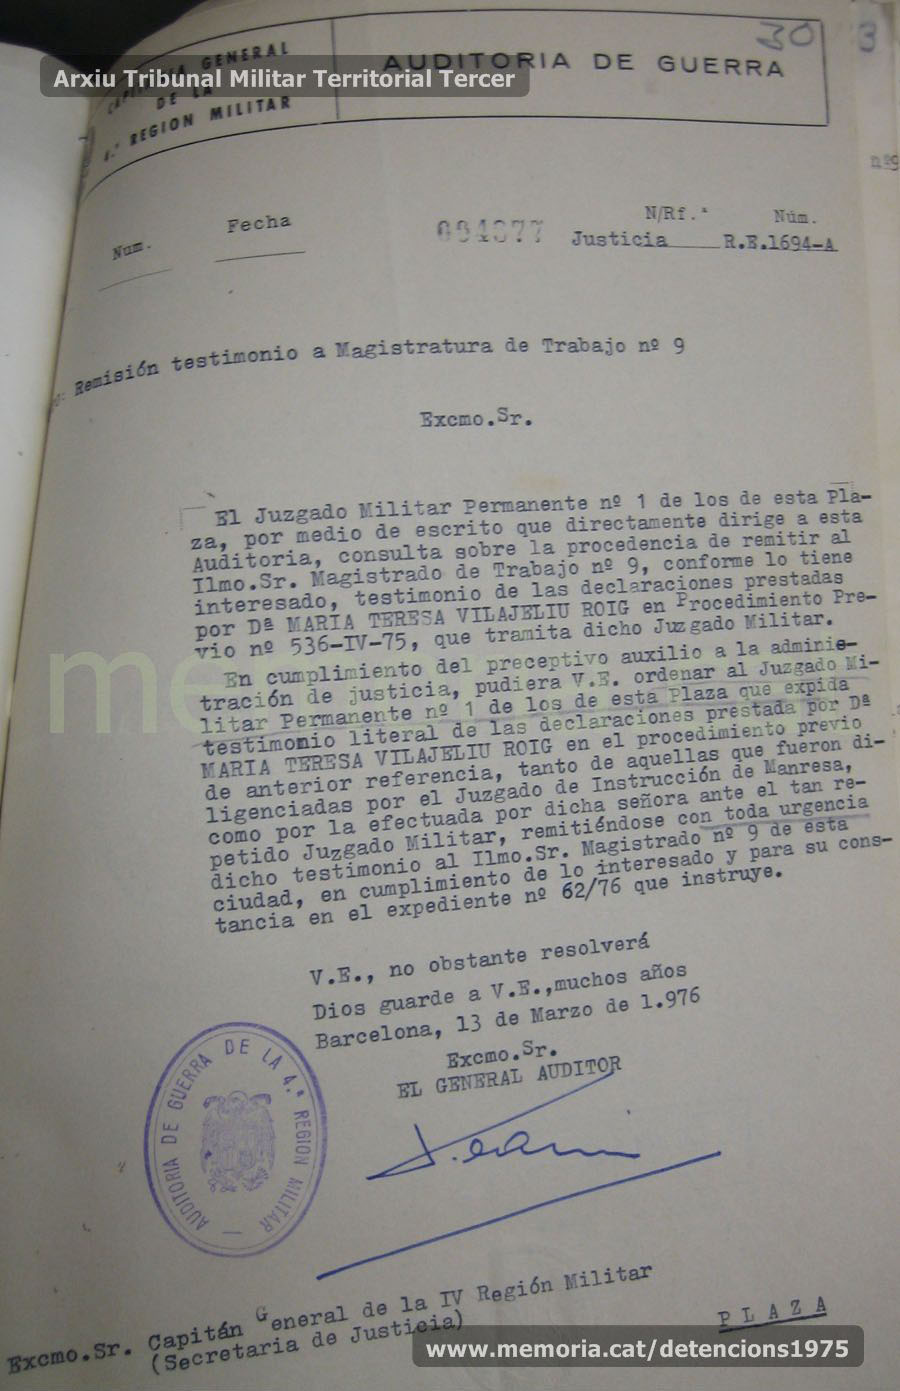 Arxiu Tribunal Militar Territorial Tercer
CAPITANIA GENERAL
DE LA
4.ª REGION MILITAR
AUDITORIA DE GUERRA
30
3
nº9
Num.
Fecha
004877
N/Rf.ª
Núm.
Justicia
R.E.1694-A
Remisión testimonio a Magistratura de Trabajo nº 9
Excmo.Sr.
El Juzgado Militar Permanente nº 1 de los de esta Pla-
za, por medio de escrito que directamente dirige a esta
Auditoria, consulta sobre la procedencia de remitir al
Ilmo.Sr. Magistrado de Trabajo nº 9, conforme lo tiene
interesado, testimonio de las declaraciones prestadas
por Dª MARIA TERESA VILAJELIU ROIG en Procedimiento Pre-
vio nº 536-IV-75, que tramita dicho Juzgado Militar.
En cumplimiento del preceptivo auxilio a la adminis-
tración de justicia, pudiera V.E. ordenar al Juzgado Mi-
litar Permanente nº 1 de los de esta Plaza que expida
testimonio literal de las declaraciones prestada por Dª
MARIA TERESA VILAJELIU ROIG en el procedimiento previo
de anterior referencia, tanto de aquellas que fueron di-
ligenciadas por el Juzgado de Instrucción de Manresa,
como por la efectuada por dicha señora ante el tan re-
petido Juzgado Militar, remitiéndose con toda urgencia
dicho testimonio al Ilmo.Sr. Magistrado nº 9 de esta
ciudad, en cumplimiento de lo interesado y para su cons-
tancia en el expediente nº 62/76 que instruye.
V.E., no obstante resolverá
Dios guarde a V.E.,muchos años
Barcelona, 13 de Marzo de 1.976
Excmo.Sr.
EL GENERAL AUDITOR
AUDITORIA DE GUERRA DE LA 4.ª REGION MILITAR
Excmo.Sr. Capitán General de la IV Región Militar
(Secretaria de Justicia)
P L A Z A
www.memoria.cat/detencions1975